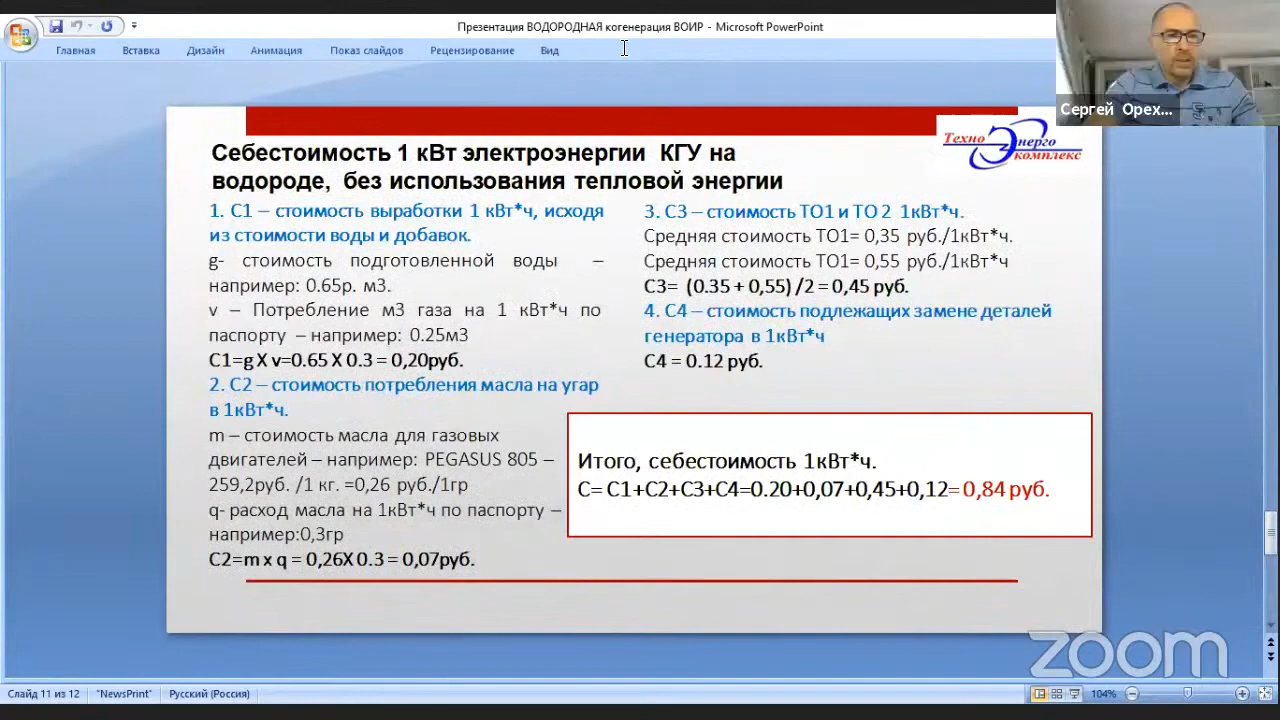 Презентация ВОДОРОДНАЯ когенерация ВОИР - Microsoft PowerPoint
Главная Вставка Дизайн Анимация Показ слайдов Рецензирование Вид
Сергей Орех...
Техно Энерго комплекс
Себестоимость 1 кВт электроэнергии КГУ на
водороде, без использования тепловой энергии
1. С1 – стоимость выработки 1 кВт*ч, исходя
из стоимости воды и добавок.
g- стоимость подготовленной воды –
например: 0.65р. м3.
v – Потребление м3 газа на 1 кВт*ч по
паспорту – например: 0.25м3
С1=g X v=0.65 X 0.3 = 0,20руб.
2. С2 – стоимость потребления масла на угар
в 1кВт*ч.
m – стоимость масла для газовых
двигателей – например: PEGASUS 805 –
259,2руб. /1 кг. =0,26 руб./1гр
q- расход масла на 1кВт*ч по паспорту –
например:0,3гр
С2=m x q = 0,26X 0.3 = 0,07руб.
3. С3 – стоимость ТО1 и ТО 2 1кВт*ч.
Средняя стоимость ТО1= 0,35 руб./1кВт*ч.
Средняя стоимость ТО1= 0,55 руб./1кВт*ч
С3= (0.35 + 0,55) /2 = 0,45 руб.
4. С4 – стоимость подлежащих замене деталей
генератора в 1кВт*ч
С4 = 0.12 руб.
Итого, себестоимость 1кВт*ч.
С= С1+С2+С3+С4=0.20+0,07+0,45+0,12= 0,84 руб.
zoom
Слайд 11 из 12 "NewsPrint" Русский (Россия) 104%